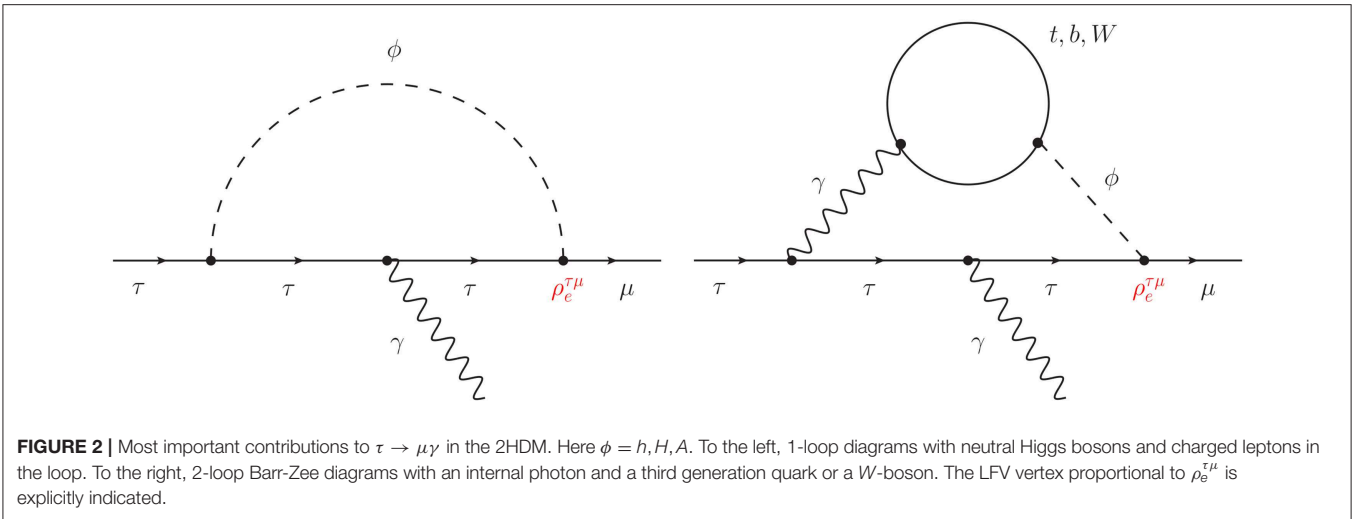 ϕ
t, b, W
γ
ϕ
τ
τ
τ
ρ_e^{τμ}
μ
τ
τ
τ
ρ_e^{τμ}
μ
γ
γ
FIGURE 2 | Most important contributions to τ → μγ in the 2HDM. Here ϕ = h, H, A. To the left, 1-loop diagrams with neutral Higgs bosons and charged leptons in
the loop. To the right, 2-loop Barr-Zee diagrams with an internal photon and a third generation quark or a W-boson. The LFV vertex proportional to ρ_e^{τμ} is
explicitly indicated.